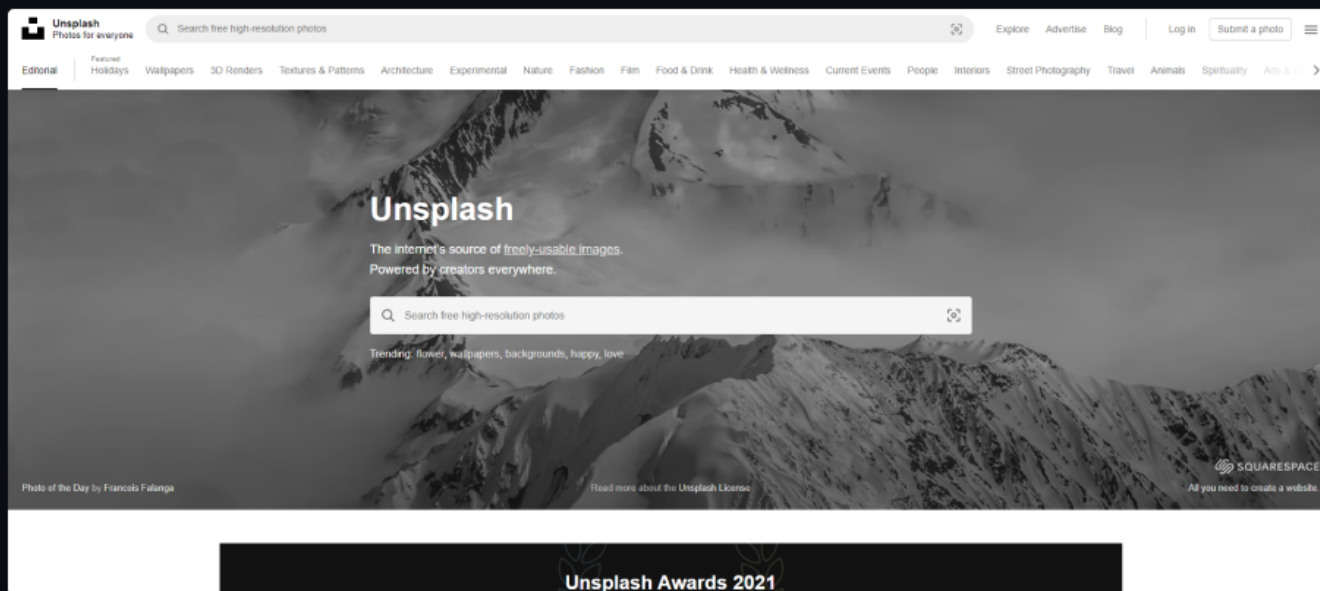 Unsplash
Photos for everyone
Search free high-resolution photos
Explore Advertise Blog Log in Submit a photo
Editorial
Featured
Holidays Wallpapers 3D Renders Textures & Patterns Architecture Experimental Nature Fashion Film Food & Drink Health & Wellness Current Events People Interiors Street Photography Travel Animals Spirituality Arts &
Unsplash
The internet's source of freely-usable images.
Powered by creators everywhere.
Search free high-resolution photos
Trending: flower, wallpapers, backgrounds, happy, love
SQUARESPACE
Photo of the Day by Francois Falanga
Read more about the Unsplash License
All you need to create a website.
Unsplash Awards 2021